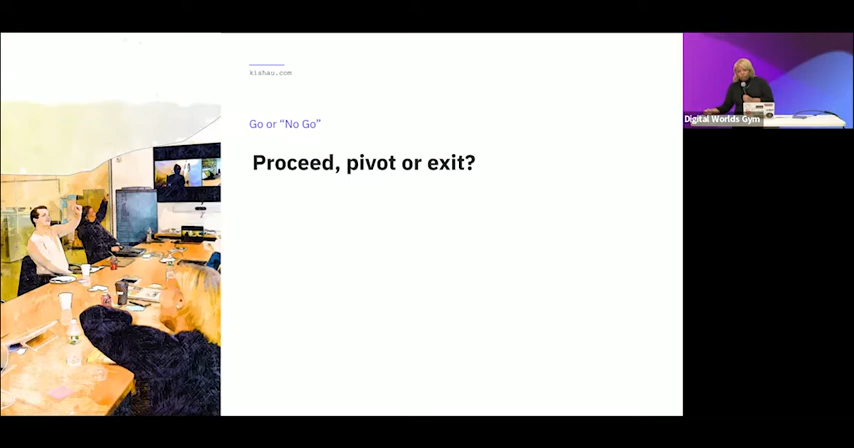 kishau.com
Go or “No Go”
Proceed, pivot or exit?
Digital Worlds Gym